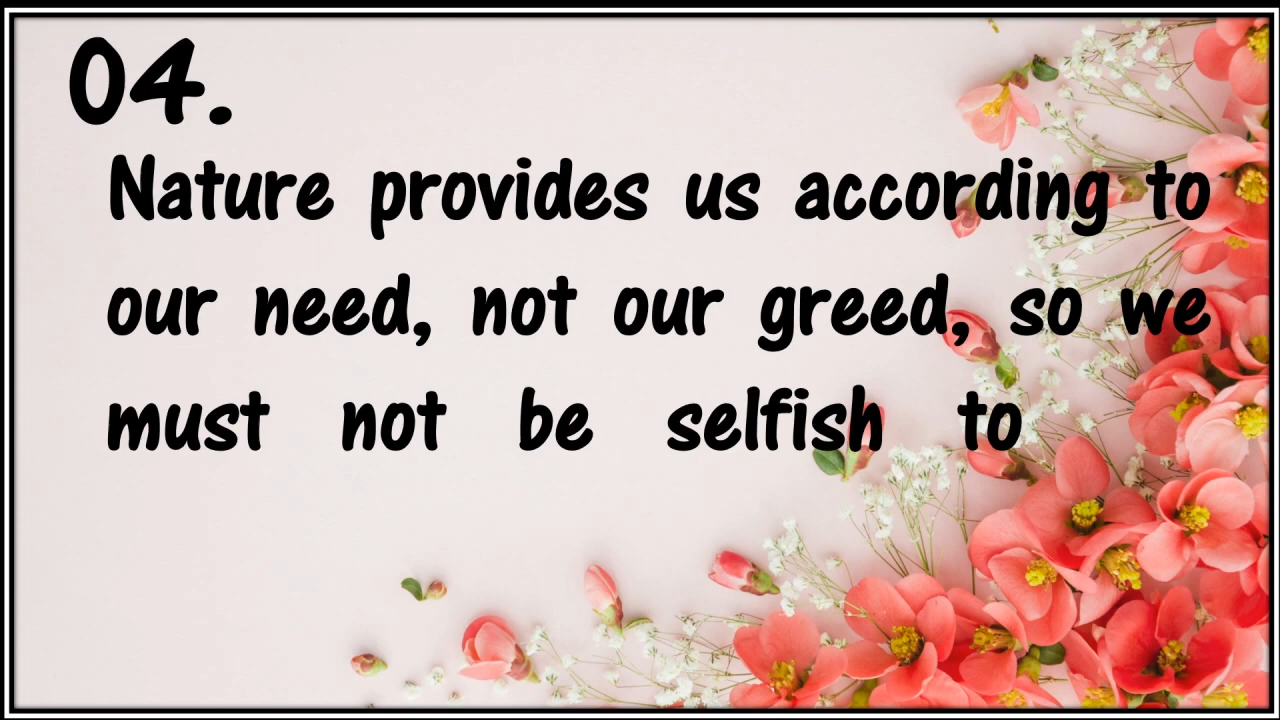 04.
Nature provides us according to
our need, not our greed, so we
must not be selfish to